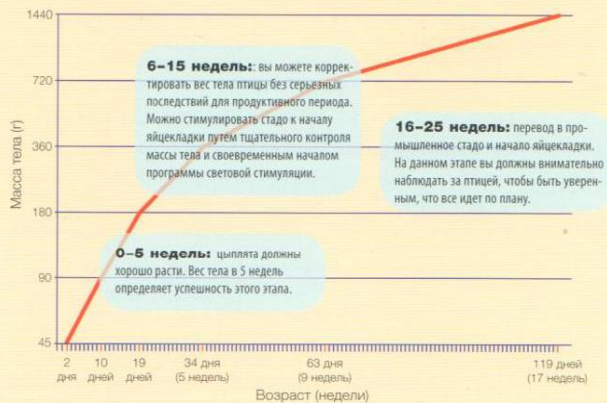 1440
720
360
180
90
45
Масса тела (г)
6–15 недель: вы можете коррек-
тировать вес тела птицы без серьезных
последствий для продуктивного периода.
Можно стимулировать стадо к началу
яйцекладки путем тщательного контроля
массы тела и своевременным началом
программы световой стимуляции.
16–25 недель: перевод в про-
мышленное стадо и начало яйцекладки.
На данном этапе вы должны внимательно
наблюдать за птицей, чтобы быть уверен-
ным, что все идет по плану.
0–5 недель: цыплята должны
хорошо расти. Вес тела в 5 недель
определяет успешность этого этапа.
2 дня
10 дней
19 дней
34 дня (5 недель)
63 дня (9 недель)
119 дней (17 недель)
Возраст (недели)